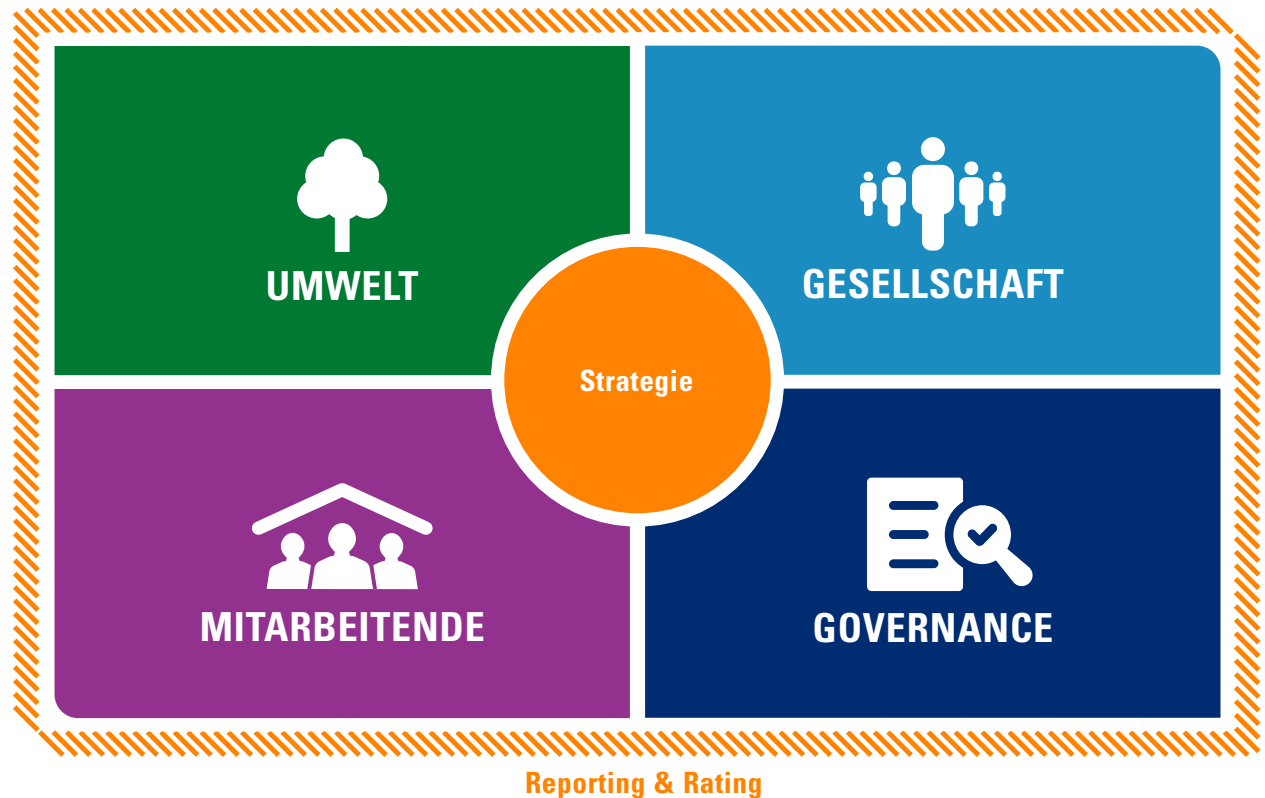 UMWELT
GESELLSCHAFT
Strategie
MITARBEITENDE
GOVERNANCE
Reporting & Rating